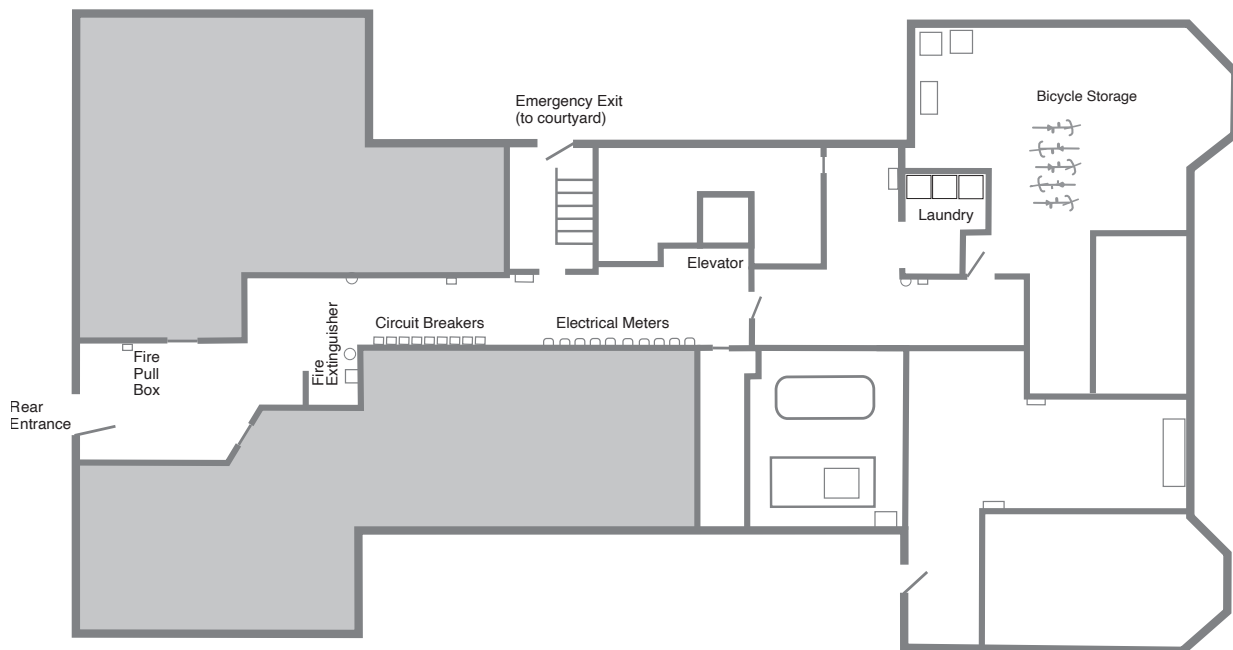 Emergency Exit
(to courtyard)
Bicycle Storage
Laundry
Elevator
Circuit Breakers
Electrical Meters
Fire
Extinguisher
Fire
Pull
Box
Rear
Entrance